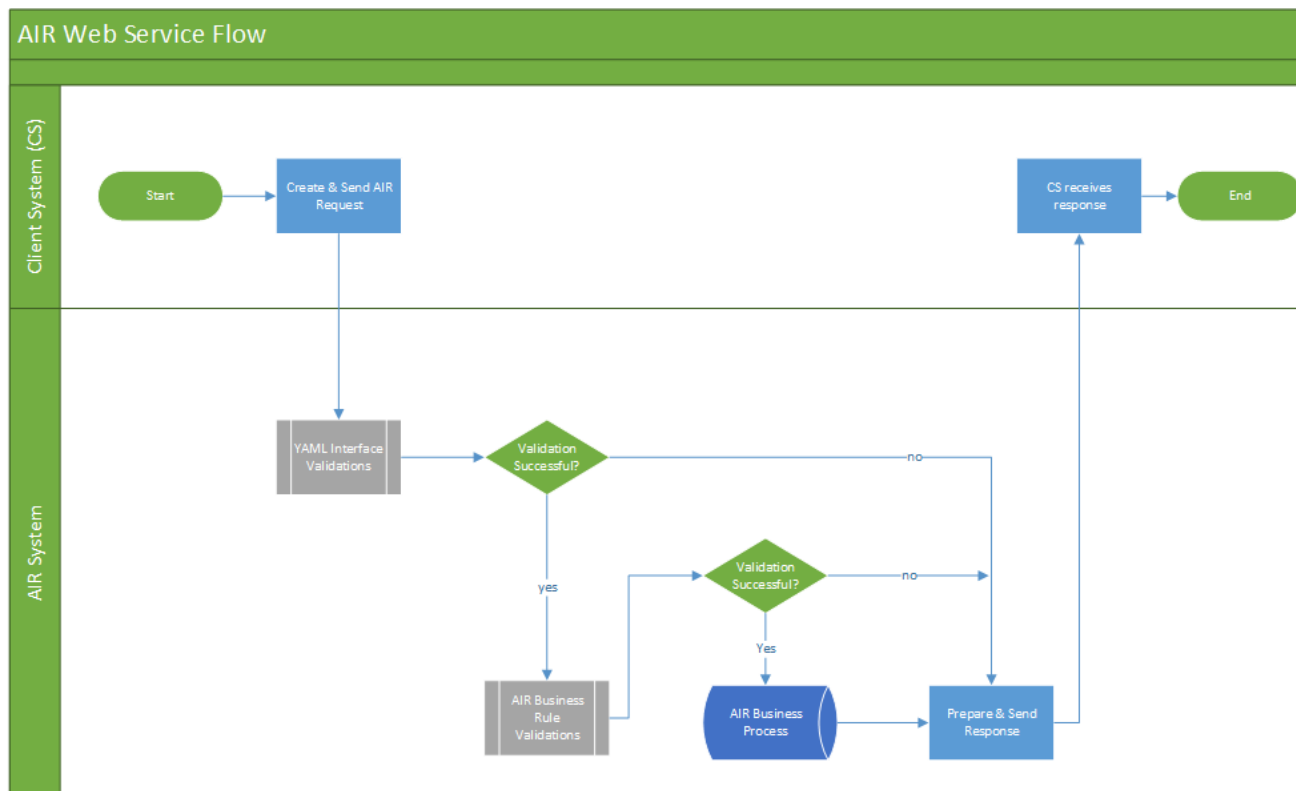 AIR Web Service Flow
Client System (CS)
Start
Create & Send AIR
Request
CS receives
response
End
AIR System
YAML Interface
Validations
Validation
Successful?
no
yes
Validation
Successful?
no
Yes
AIR Business
Rule
Validations
AIR Business
Process
Prepare & Send
Response